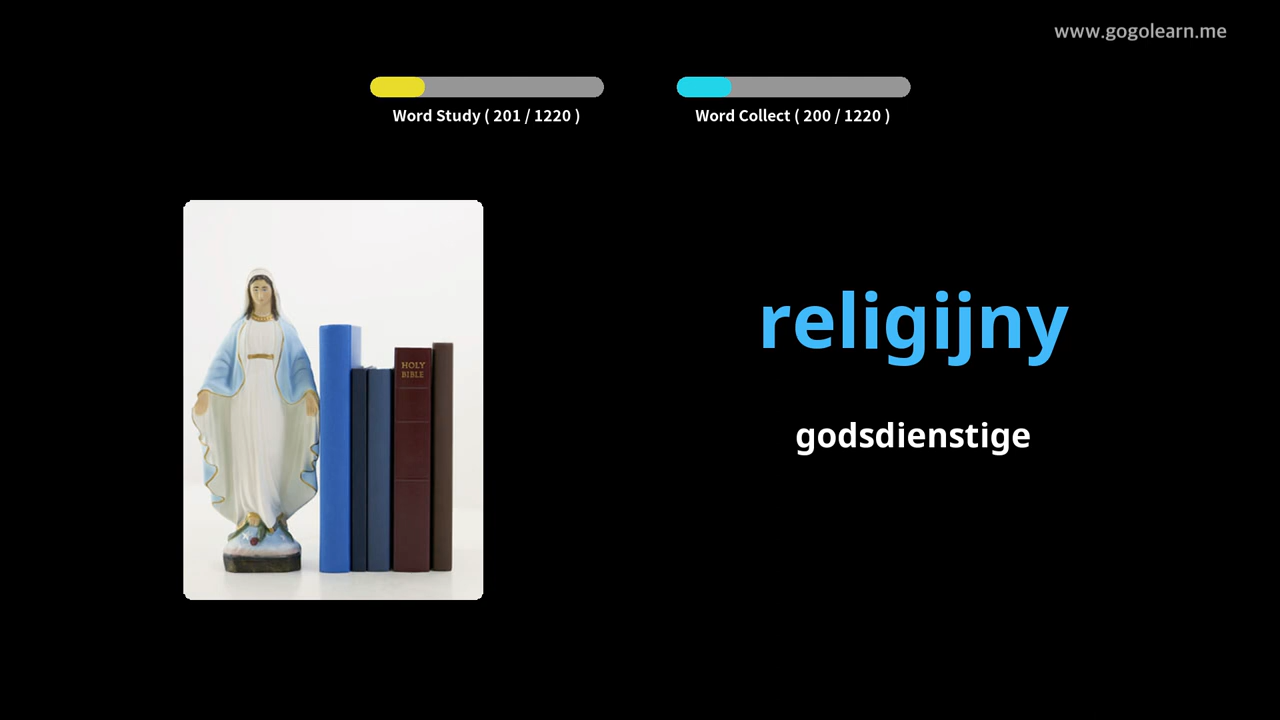 www.gogolearn.me
Word Study ( 201 / 1220 )
Word Collect ( 200 / 1220 )
HOLY
BIBLE
religijny
godsdienstige